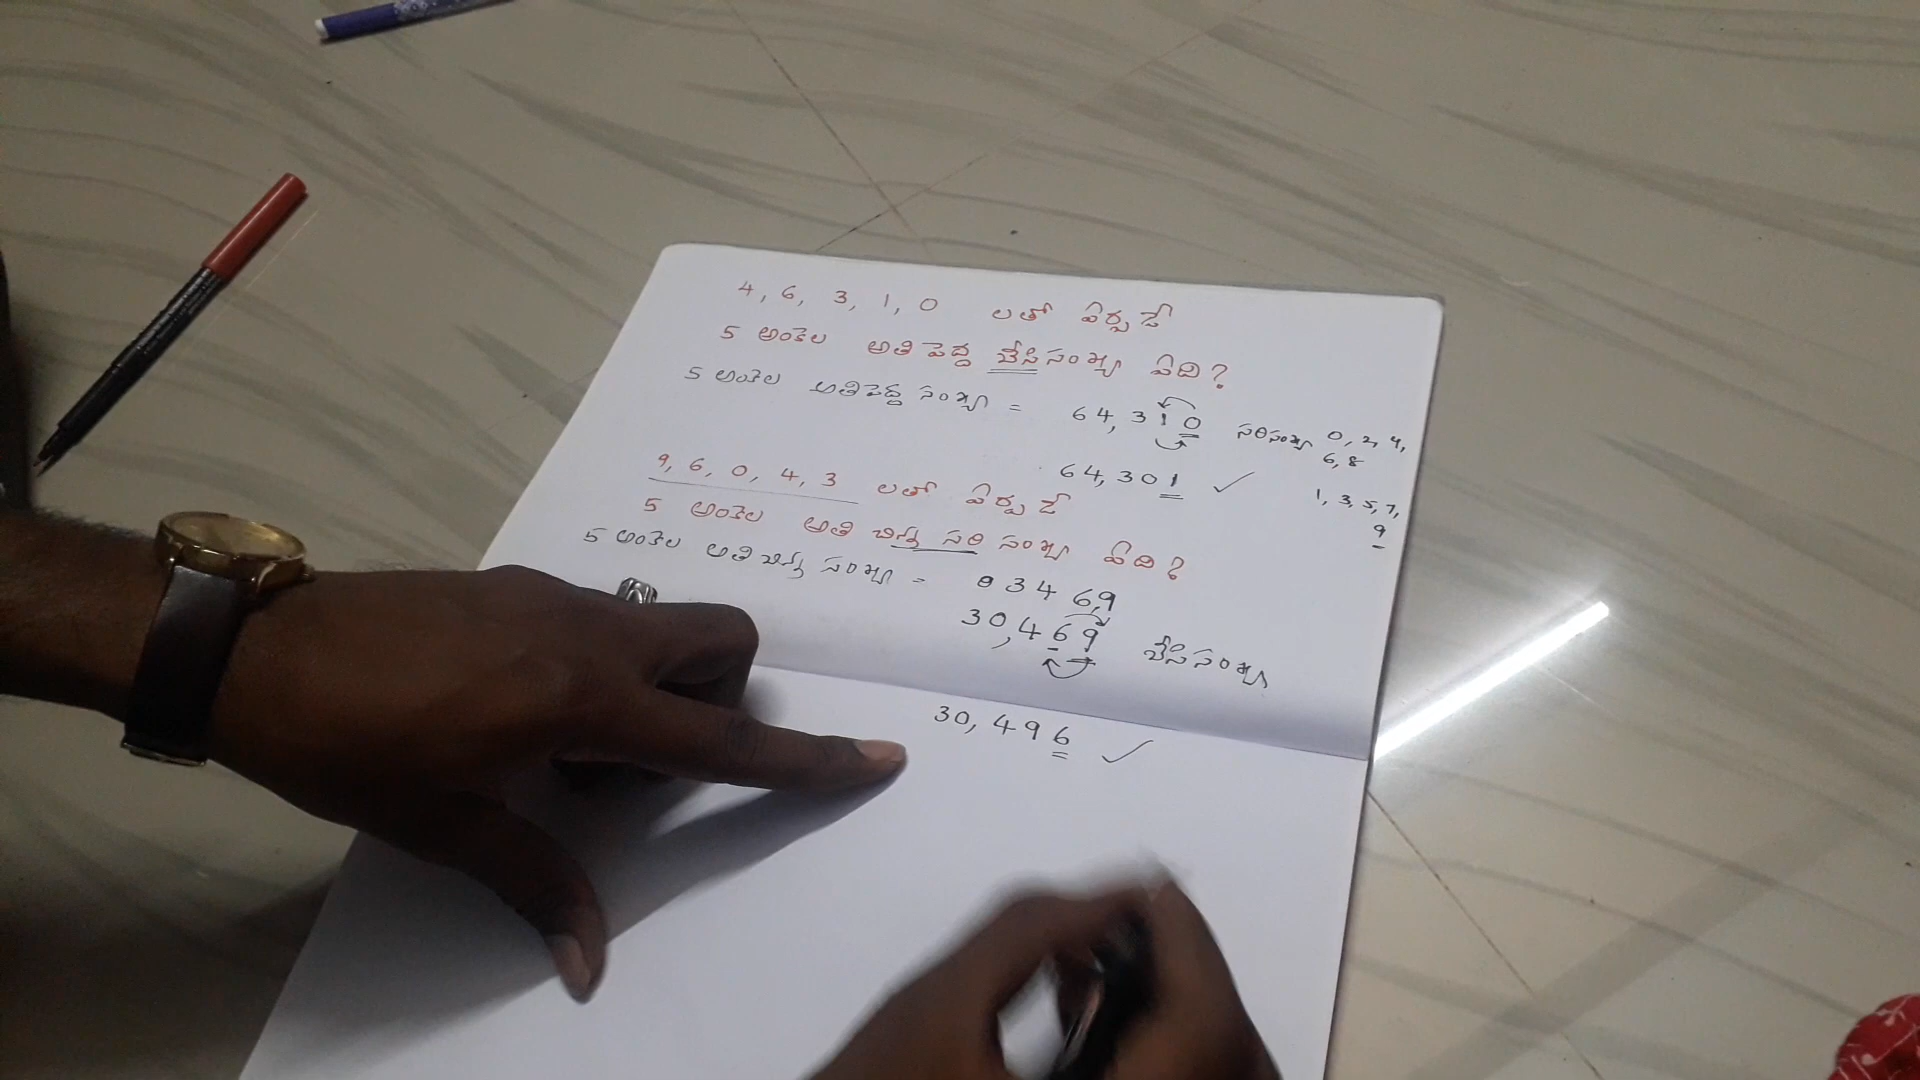 4, 6, 3, 1, 0 లతో ఏర్పడే
5 అంకెల అతి పెద్ద బేసి సంఖ్య ఏది?
5 అంకెల అతిపెద్ద సంఖ్య = 64,310 సరిసంఖ్య 0, 2, 4,
6, 8
64,301 ✓
1, 3, 5, 7,
9
9, 6, 0, 4, 3 లతో ఏర్పడే
5 అంకెల అతి చిన్న సరి సంఖ్య ఏది?
5 అంకెల అతి చిన్న సంఖ్య = 03469
30,469 బేసి సంఖ్య
30,496 ✓